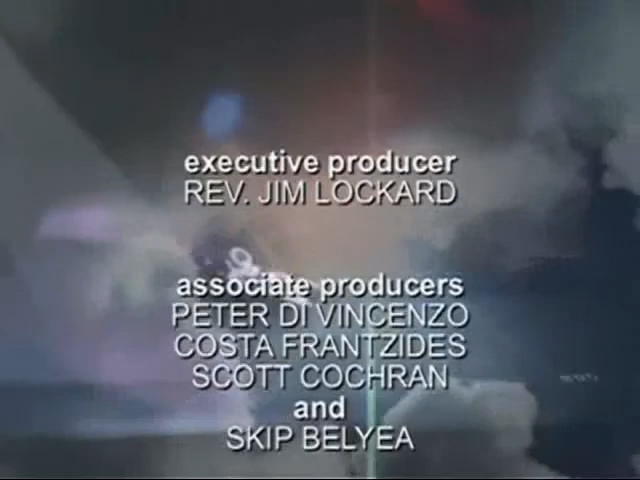 executive producer
REV. JIM LOCKARD
associate producers
PETER DI VINCENZO
COSTA FRANTZIDES
SCOTT COCHRAN
and
SKIP BELYEA